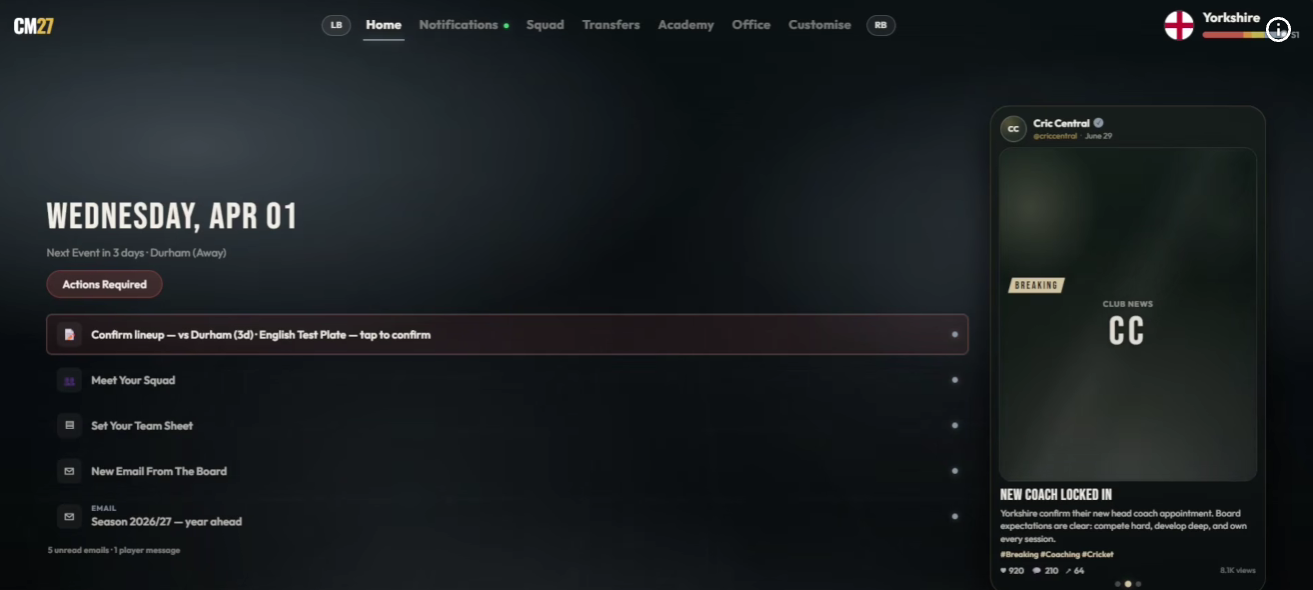 CM27
LB
Home
Notifications
Squad
Transfers
Academy
Office
Customise
RB
Yorkshire
S1
WEDNESDAY, APR 01
Next Event in 3 days · Durham (Away)
Actions Required
Confirm lineup — vs Durham (3d) · English Test Plate — tap to confirm
Meet Your Squad
Set Your Team Sheet
New Email From The Board
EMAIL
Season 2026/27 — year ahead
5 unread emails · 1 player message
CC
Cric Central
@criccentral · June 29
BREAKING
CLUB NEWS
CC
NEW COACH LOCKED IN
Yorkshire confirm their new head coach appointment. Board
expectations are clear: compete hard, develop deep, and own
every session.
#Breaking #Coaching #Cricket
920
210
64
8.1K views